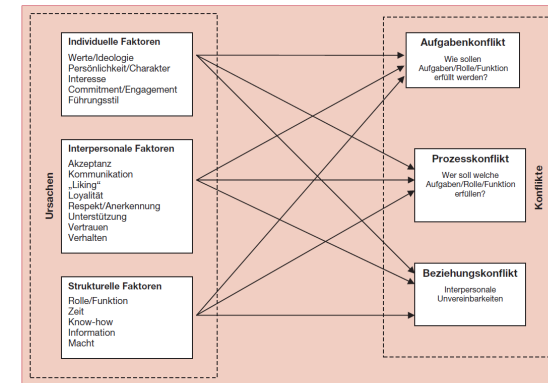 Ursachen
Individuelle Faktoren
Werte/Ideologie
Persönlichkeit/Charakter
Interesse
Commitment/Engagement
Führungsstil
Interpersonale Faktoren
Akzeptanz
Kommunikation
„Liking“
Loyalität
Respekt/Anerkennung
Unterstützung
Vertrauen
Verhalten
Strukturelle Faktoren
Rolle/Funktion
Zeit
Know-how
Information
Macht
Aufgabenkonflikt
Wie sollen
Aufgaben/Rolle/Funktion
erfüllt werden?
Prozesskonflikt
Wer soll welche
Aufgaben/Rolle/Funktion
erfüllen?
Beziehungskonflikt
Interpersonale
Unvereinbarkeiten
Konflikte